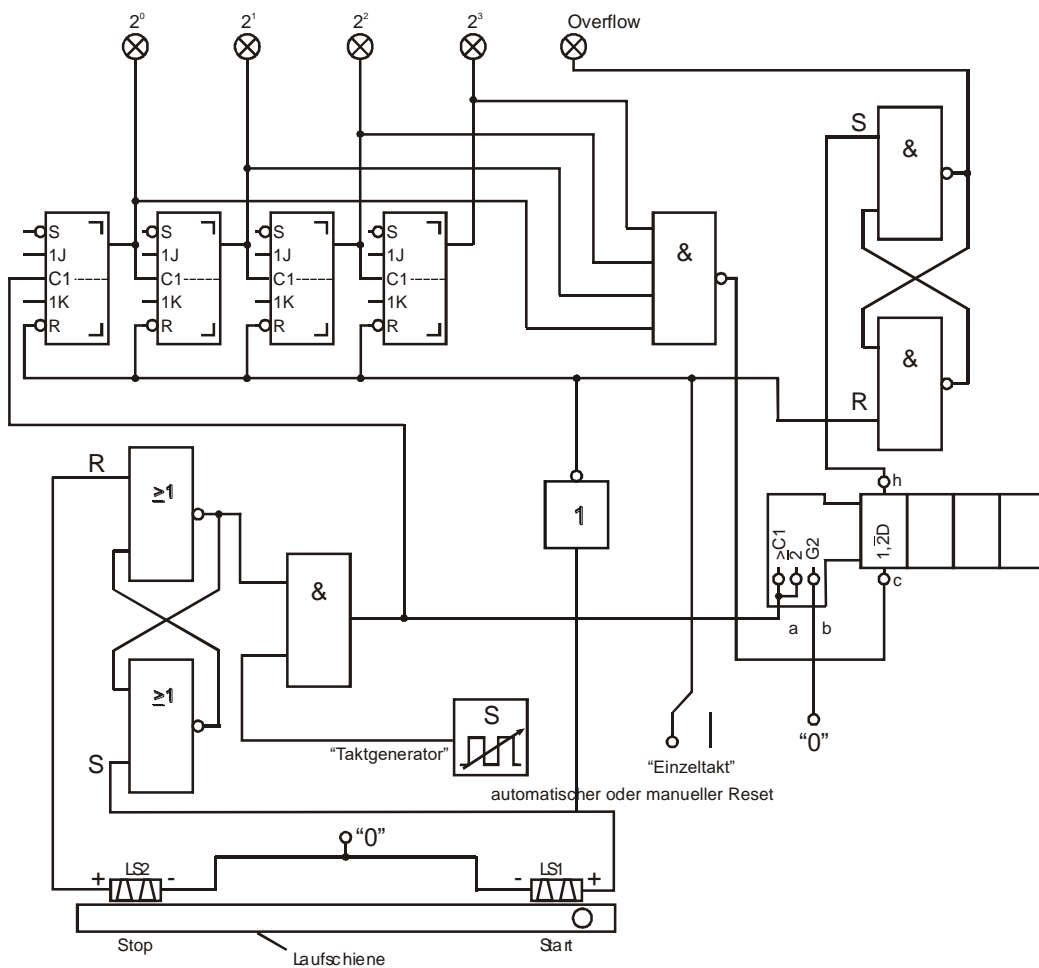 2⁰ 2¹ 2² 2³ Overflow
S
&
S S S S
1J 1J 1J 1J
&
C1 C1 C1 C1
1K 1K 1K 1K
R R R R
&
R
R
≥1
h
1
>C1 2̅ G2 1,2̅D
&
c
a b
≥1
S
"Taktgenerator"
"0"
S
"Einzeltakt"
automatischer oder manueller Reset
"0"
+ LS2 - - LS1 +
Stop Start
Laufschiene